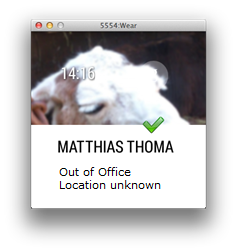 5554:Wear
14:16
MATTHIAS THOMA
Out of Office
Location unknown